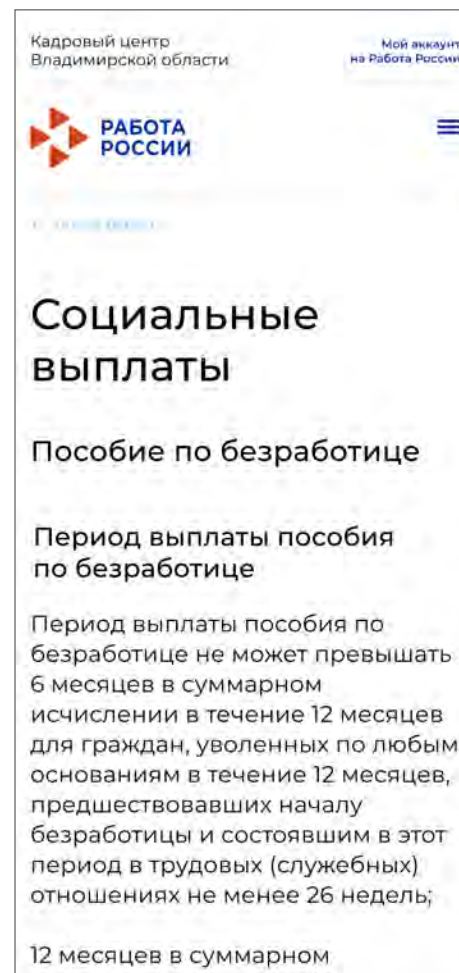 Кадровый центр
Владимирской области
Мой аккаунт
на Работа России
РАБОТА
РОССИИ
Социальные
выплаты
Пособие по безработице
Период выплаты пособия
по безработице
Период выплаты пособия по
безработице не может превышать
6 месяцев в суммарном
исчислении в течение 12 месяцев
для граждан, уволенных по любым
основаниям в течение 12 месяцев,
предшествовавших началу
безработицы и состоявшим в этот
период в трудовых (служебных)
отношениях не менее 26 недель;
12 месяцев в суммарном